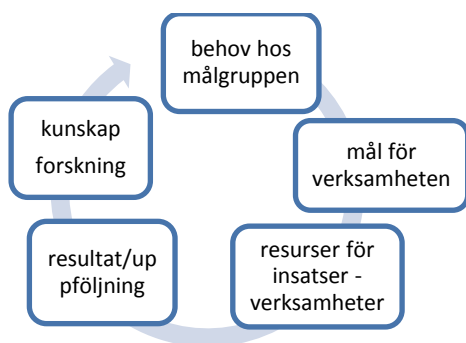 behov hos
målgruppen
mål för
verksamheten
resurser för
insatser -
verksamheter
resultat/up
pföljning
kunskap
forskning